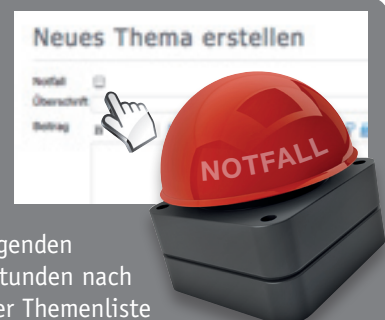 Neues Thema erstellen
Notfall
Überschrift
Beitrag
NOTFALL
genden
tunden nach
er Themenliste